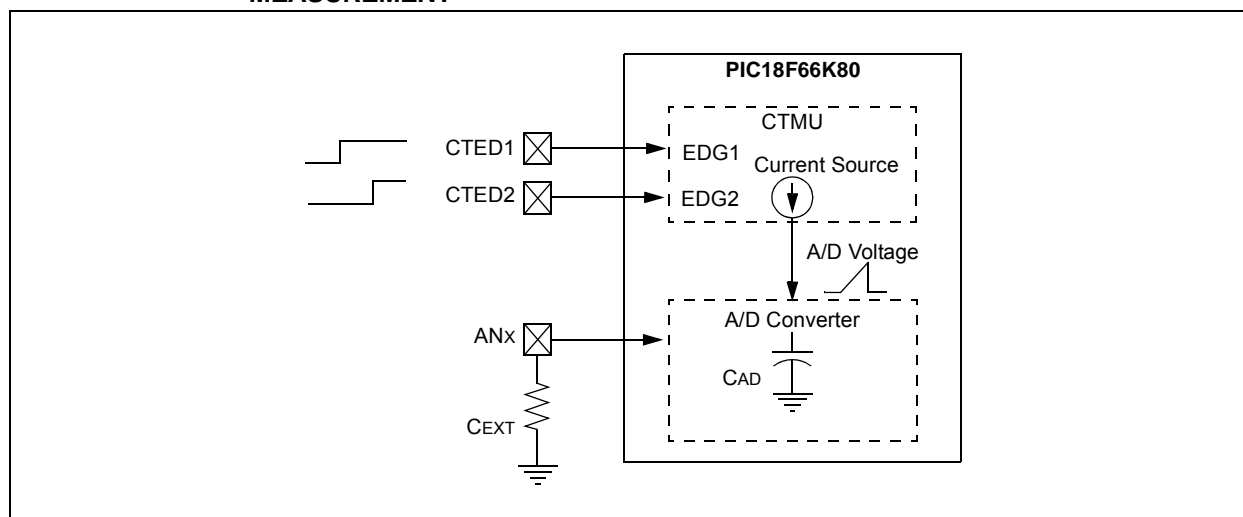 MEASUREMENT
PIC18F66K80
CTMU
CTED1
EDG1
Current Source
CTED2
EDG2
A/D Voltage
ANX
A/D Converter
CAD
CEXT